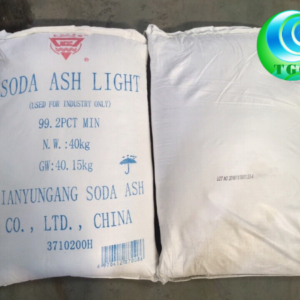 SODA ASH LIGHT
(USED FOR INDUSTRY ONLY)
99.2PCT MIN
N.W.:40kg
GW:40.15kg
LIANYUNGANG SODA ASH
CO., LTD., CHINA
3710200H